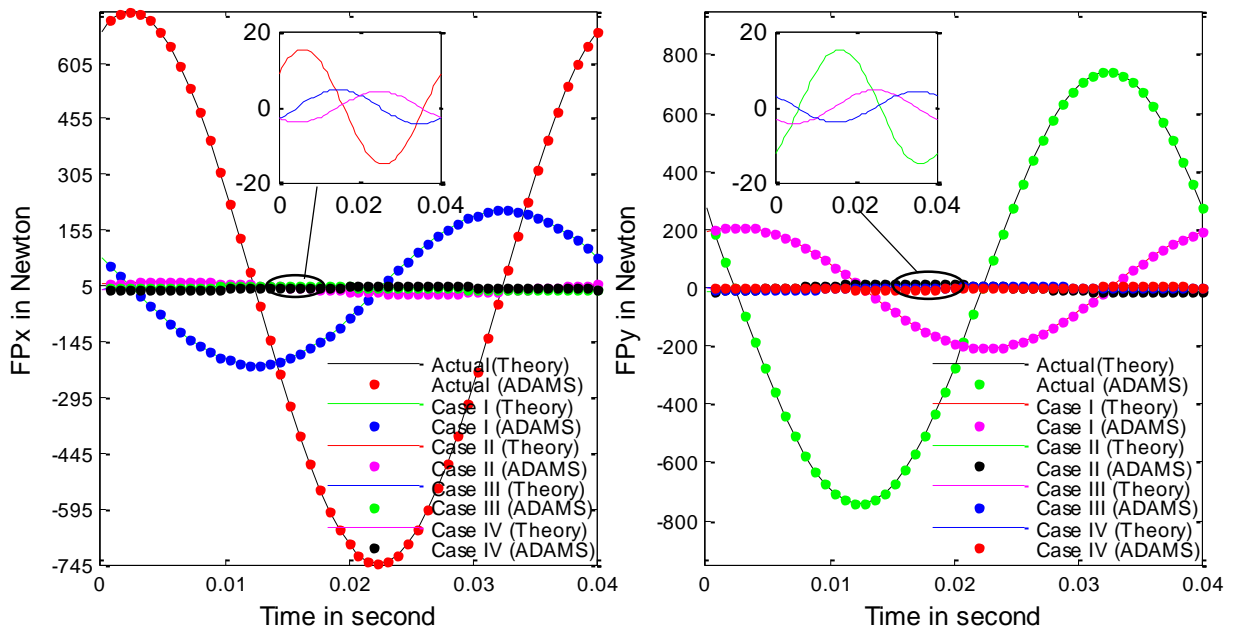 FPx in Newton
605
455
305
155
5
-145
-295
-445
-595
-745
0
0.01
0.02
0.03
0.04
Time in second
20
0
-20
0
0.02
0.04
Actual(Theory)
Actual (ADAMS)
Case I (Theory)
Case I (ADAMS)
Case II (Theory)
Case II (ADAMS)
Case III (Theory)
Case III (ADAMS)
Case IV (Theory)
Case IV (ADAMS)
FPy in Newton
800
600
400
200
0
-200
-400
-600
-800
0
0.01
0.02
0.03
0.04
Time in second
20
0
-20
0
0.02
0.04
Actual(Theory)
Actual (ADAMS)
Case I (Theory)
Case I (ADAMS)
Case II (Theory)
Case II (ADAMS)
Case III (Theory)
Case III (ADAMS)
Case IV (Theory)
Case IV (ADAMS)